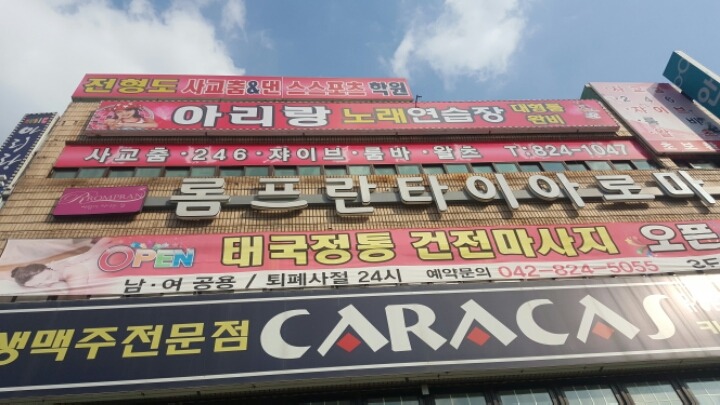 전형도 사교춤&댄스스포츠학원
아리랑 노래연습장 대형룸 완비
사교춤·246·쟈이브·룸바·왈츠 T:824-1047
롬프란타이아로마
OPEN 태국정통 건전마사지 오픈
남·여 공용 / 퇴폐사절 24시 예약문의 042-824-5055
생맥주전문점 CARACAS